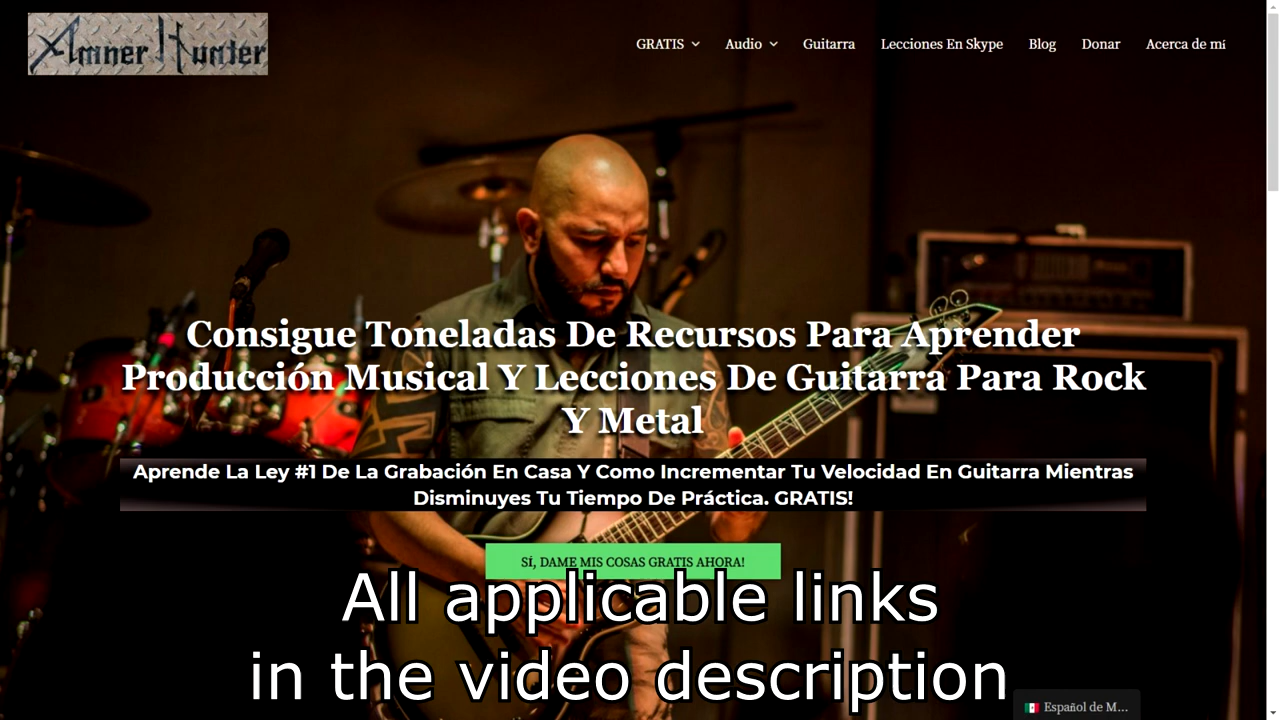 Amner Hunter
GRATIS Audio Guitarra Lecciones En Skype Blog Donar Acerca de mí
Consigue Toneladas De Recursos Para Aprender
Producción Musical Y Lecciones De Guitarra Para Rock
Y Metal
Aprende La Ley #1 De La Grabación En Casa Y Como Incrementar Tu Velocidad En Guitarra Mientras
Disminuyes Tu Tiempo De Práctica. GRATIS!
SÍ, DAME MIS COSAS GRATIS AHORA!
All applicable links
in the video description
Español de M...